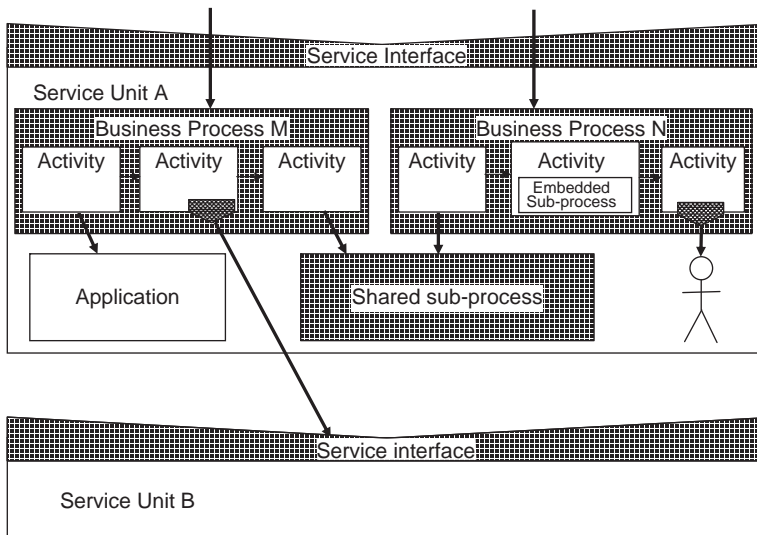 Service Interface
Service Unit A
Business Process M
Business Process N
Activity
Activity
Activity
Activity
Activity
Activity
Embedded
Sub-process
Application
Shared sub-process
Service interface
Service Unit B